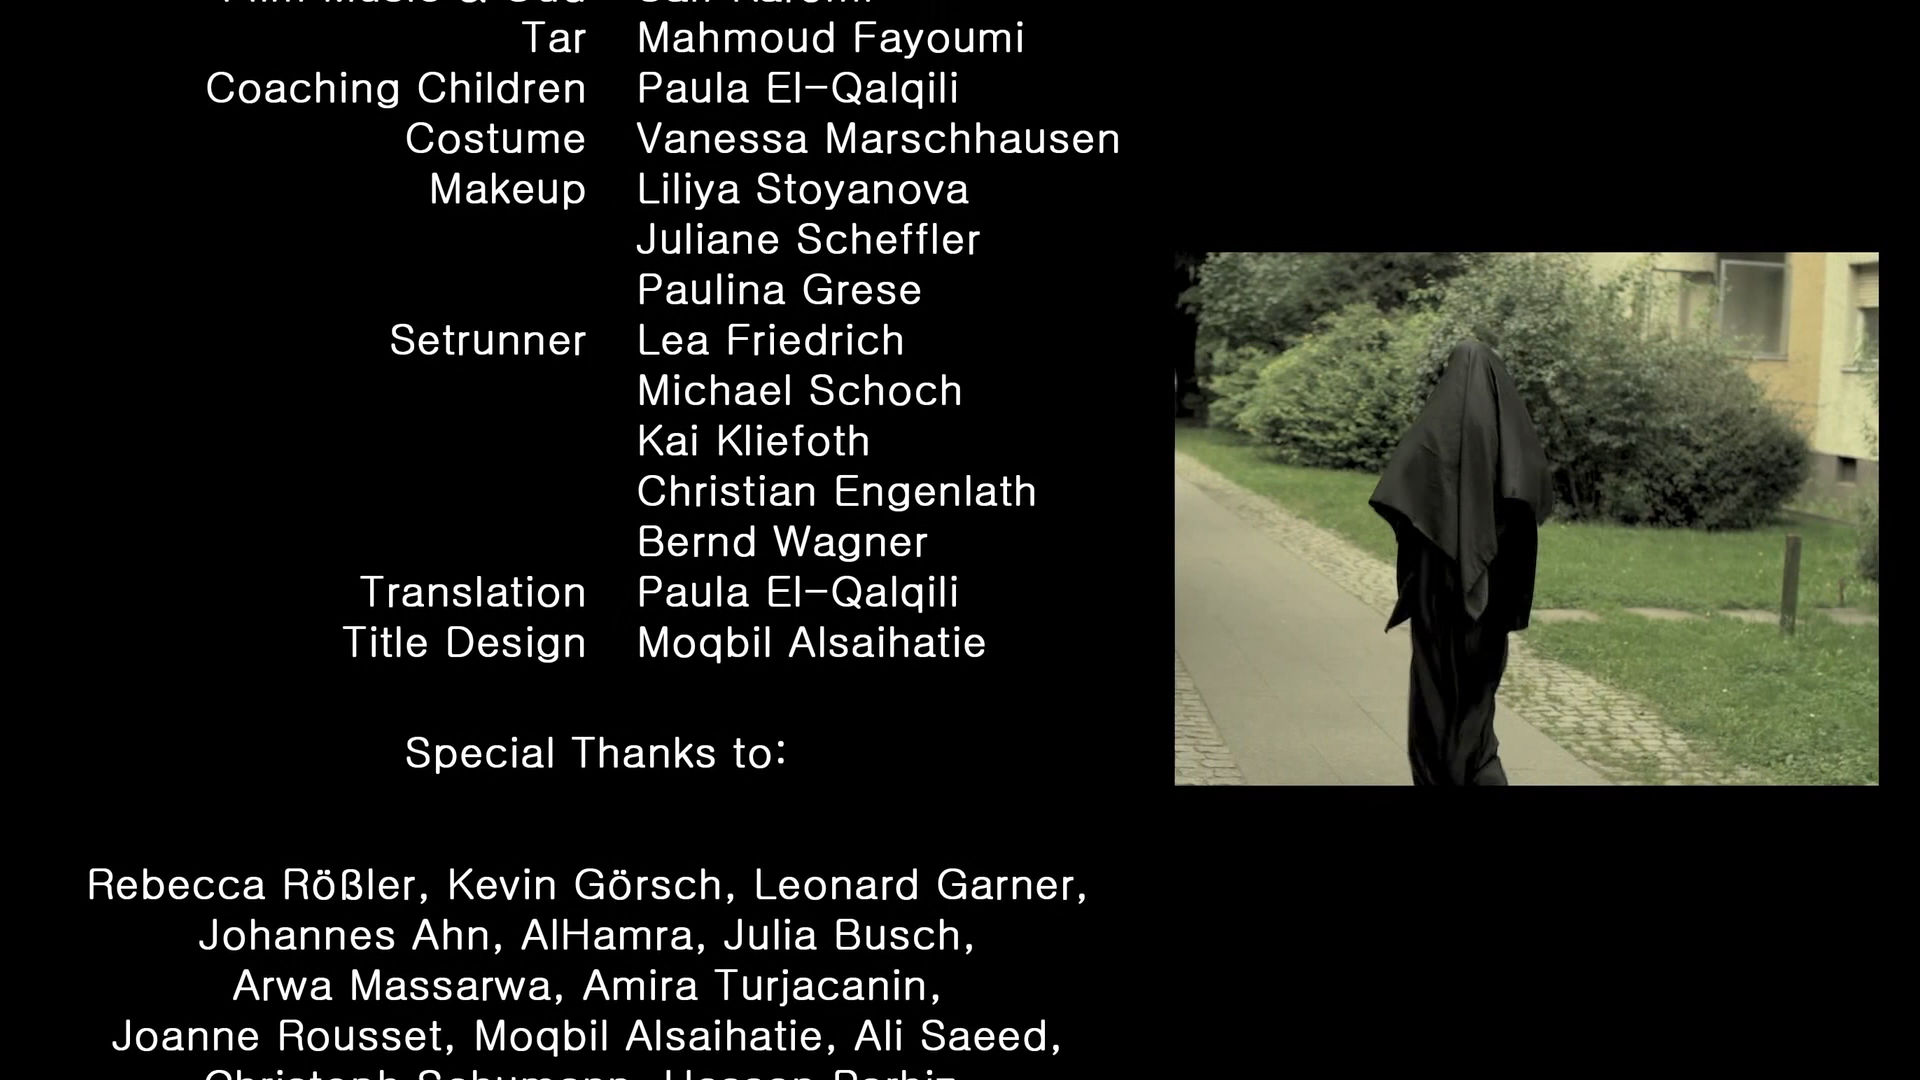 Tar Mahmoud Fayoumi
Coaching Children Paula El-Qalqili
Costume Vanessa Marschhausen
Makeup Liliya Stoyanova
Juliane Scheffler
Paulina Grese
Setrunner Lea Friedrich
Michael Schoch
Kai Kliefoth
Christian Engenlath
Bernd Wagner
Translation Paula El-Qalqili
Title Design Moqbil Alsaihatie
Special Thanks to:
Rebecca Rößler, Kevin Görsch, Leonard Garner,
Johannes Ahn, AlHamra, Julia Busch,
Arwa Massarwa, Amira Turjacanin,
Joanne Rousset, Moqbil Alsaihatie, Ali Saeed,